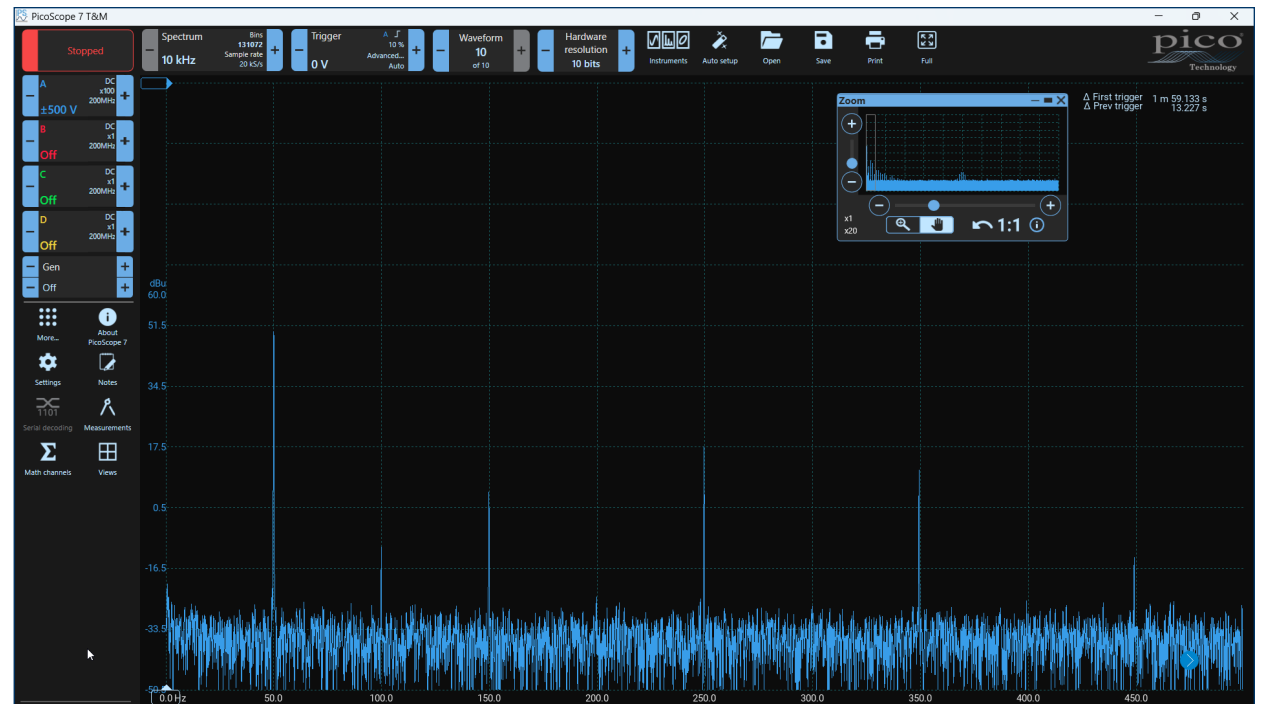 PicoScope 7 T&M
Stopped
Spectrum
10 kHz
Bins
131072
Sample rate
20 kS/s
Trigger
0 V
A
10 %
Advanced...
Auto
Waveform
10
of 10
Hardware
resolution
10 bits
Instruments
Auto setup
Open
Save
Print
Full
pico
Technology
A
DC
x100
200MHz
±500 V
B
DC
x1
200MHz
Off
C
DC
x1
200MHz
Off
D
DC
x1
200MHz
Off
Gen
Off
More...
About
PicoScope 7
Settings
Notes
1101
Serial decoding
Measurements
Math channels
Views
Zoom
x1
x20
1:1
Δ First trigger 1 m 59.133 s
Δ Prev trigger 13.227 s
dBu
60.0
51.5
34.5
17.5
0.5
-16.5
-33.5
0.0 Hz
50.0
100.0
150.0
200.0
250.0
300.0
350.0
400.0
450.0